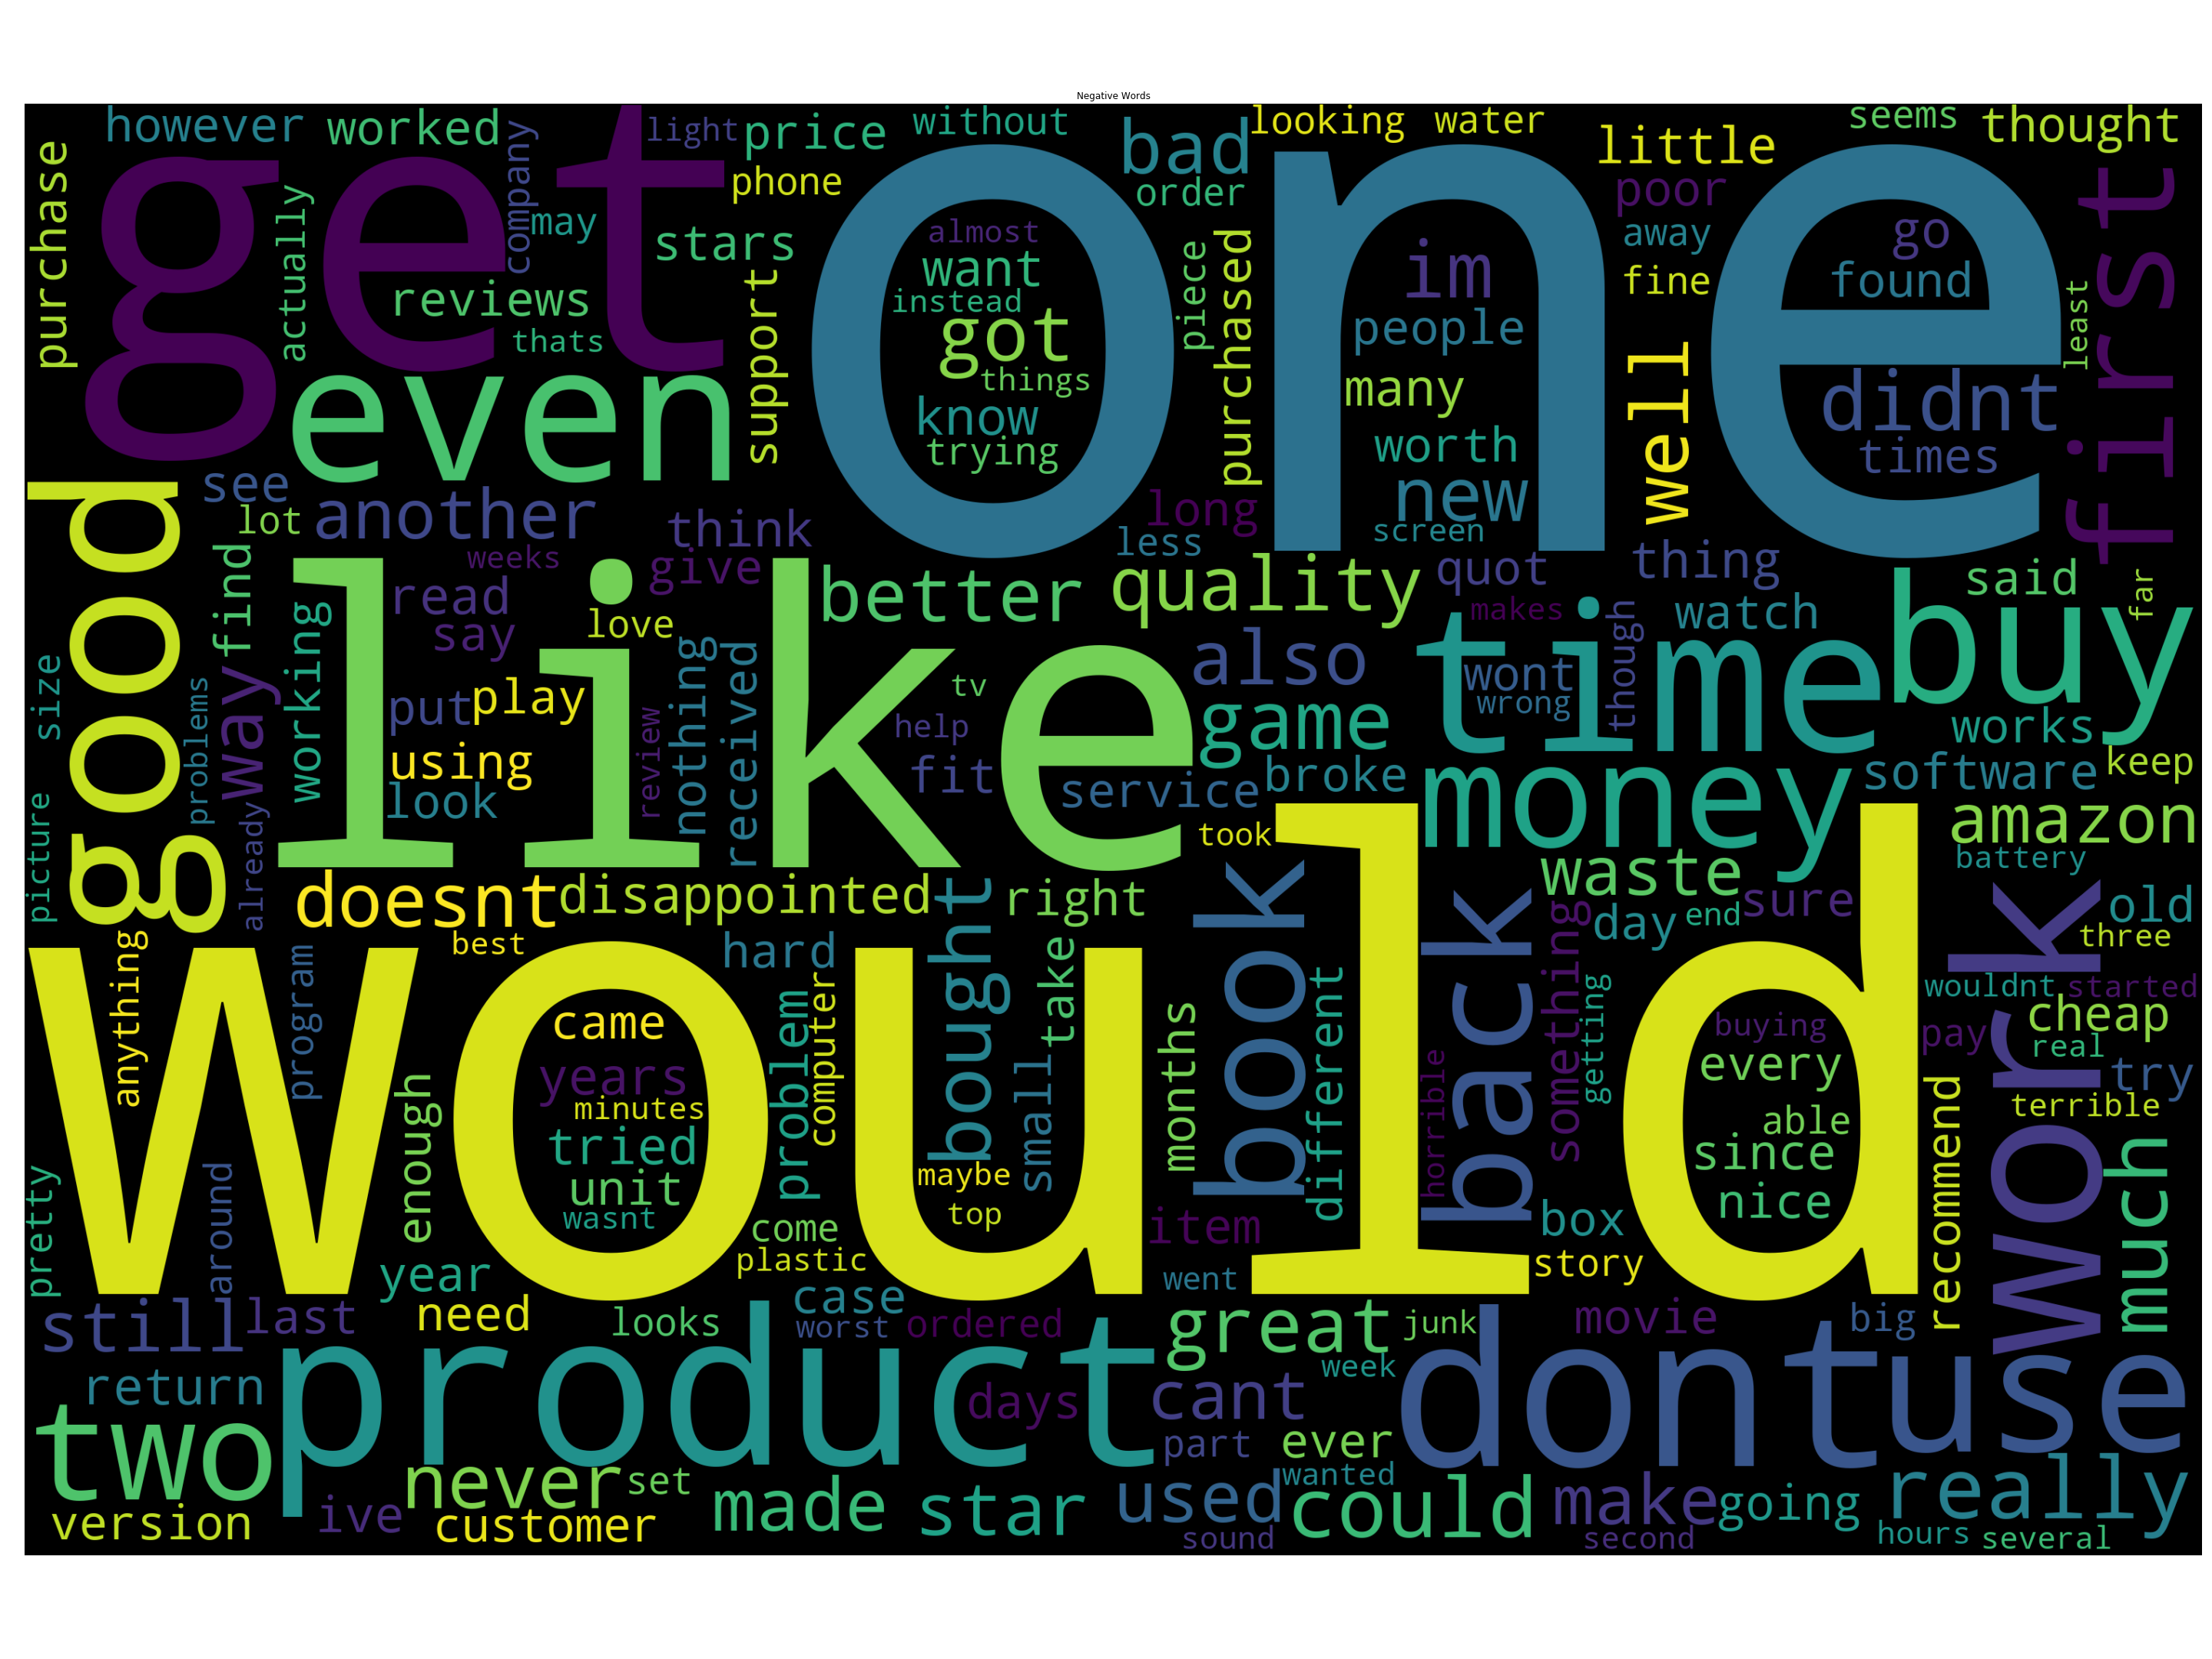 Negative Words
however
worked
company
light
price
without
bad
looking
water
little
seems
thought
purchase
get
one
first
actually
may
phone
order
poor
stars
reviews
thats
support
almost
want
instead
got
things
know
trying
piece
purchased
im
people
many
worth
new
screen
away
fine
well
go
found
didnt
times
least
even
good
see
lot
another
think
long
less
find
weeks
give
better
quality
quot
thing
said
far
buy
like
read
say
love
makes
watch
time
though
also
wont
wrong
size
problems
way
working
put
play
review
nothing
received
tv
help
game
works
using
look
fit
service
broke
money
software
keep
picture
already
took
amazon
battery
doesnt
disappointed
right
bought
book
back
waste
something
day
end
sure
work
old
three
anything
best
program
hard
take
would
came
years
minutes
tried
unit
wasnt
problem
computer
small
months
different
horrible
getting
buying
every
able
since
nice
wouldnt
started
pay
cheap
real
try
terrible
much
recommend
pretty
around
enough
maybe
top
come
plastic
item
box
story
year
went
still
last
need
looks
case
worst
ordered
great
junk
movie
big
return
product
days
week
cant
dont
use
two
part
ever
wanted
never
set
version
ive
customer
made
star
used
sound
could
make
second
going
really
hours
several